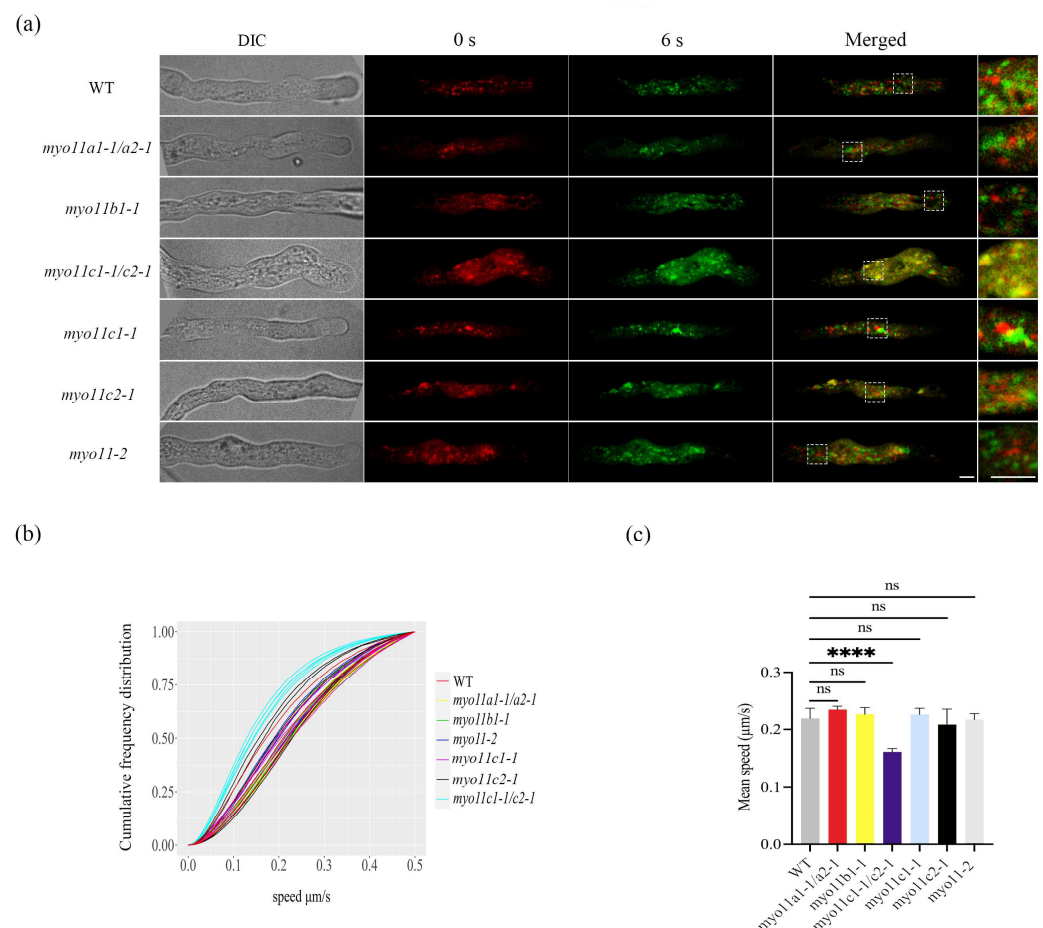 (a)
DIC 0 s 6 s Merged
WT
myo11a1-1/a2-1
myo11b1-1
myo11c1-1/c2-1
myo11c1-1
myo11c2-1
myo11-2
(b)
Cumulative frequency distribution
1.00
0.75
0.50
0.25
0.00
0.0 0.1 0.2 0.3 0.4 0.5
speed μm/s
WT
myo11a1-1/a2-1
myo11b1-1
myo11-2
myo11c1-1
myo11c2-1
myo11c1-1/c2-1
(c)
ns
ns
ns
****
ns
ns
Mean speed (μm/s)
0.3
0.2
0.1
0.0
WT
myo11a1-1/a2-1
myo11b1-1
myo11c1-1/c2-1
myo11c1-1
myo11c2-1
myo11-2